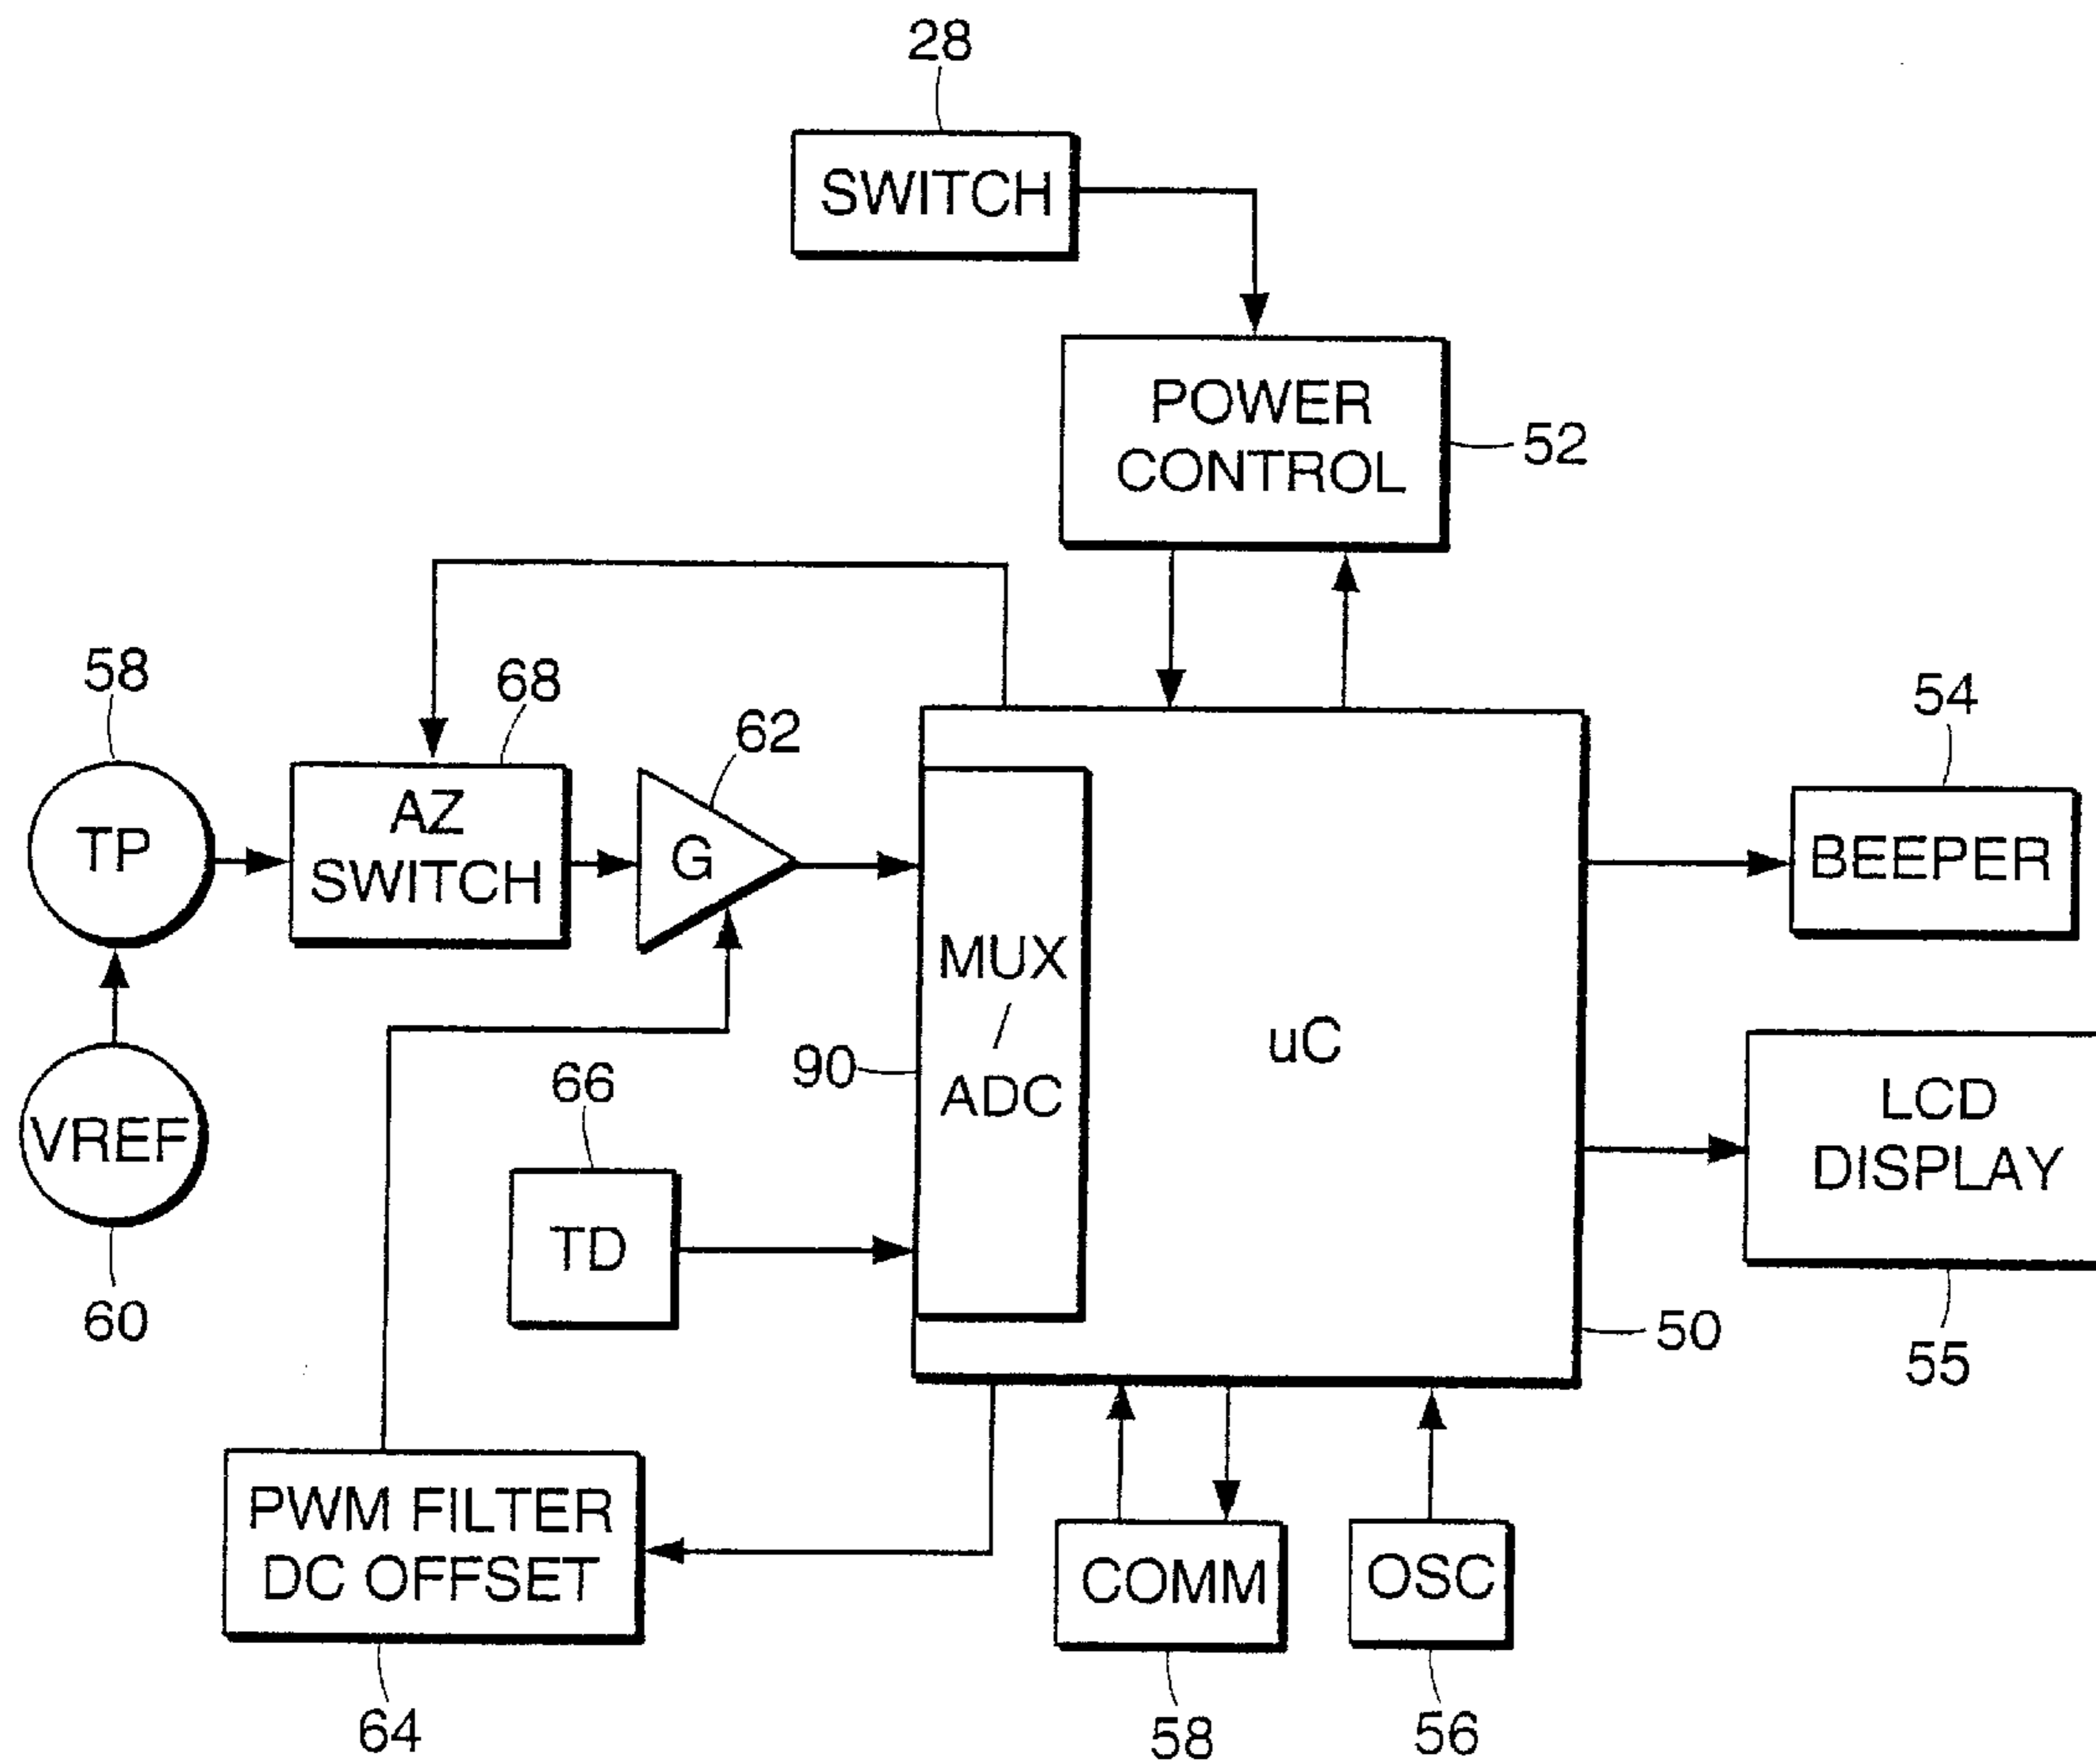 28
SWITCH
POWER
CONTROL
52
58
68
62
54
TP
AZ
SWITCH
G
BEEPER
MUX
/
ADC
90
uC
VREF
66
LCD
DISPLAY
TD
60
50
55
PWM FILTER
DC OFFSET
COMM
OSC
64
58
56